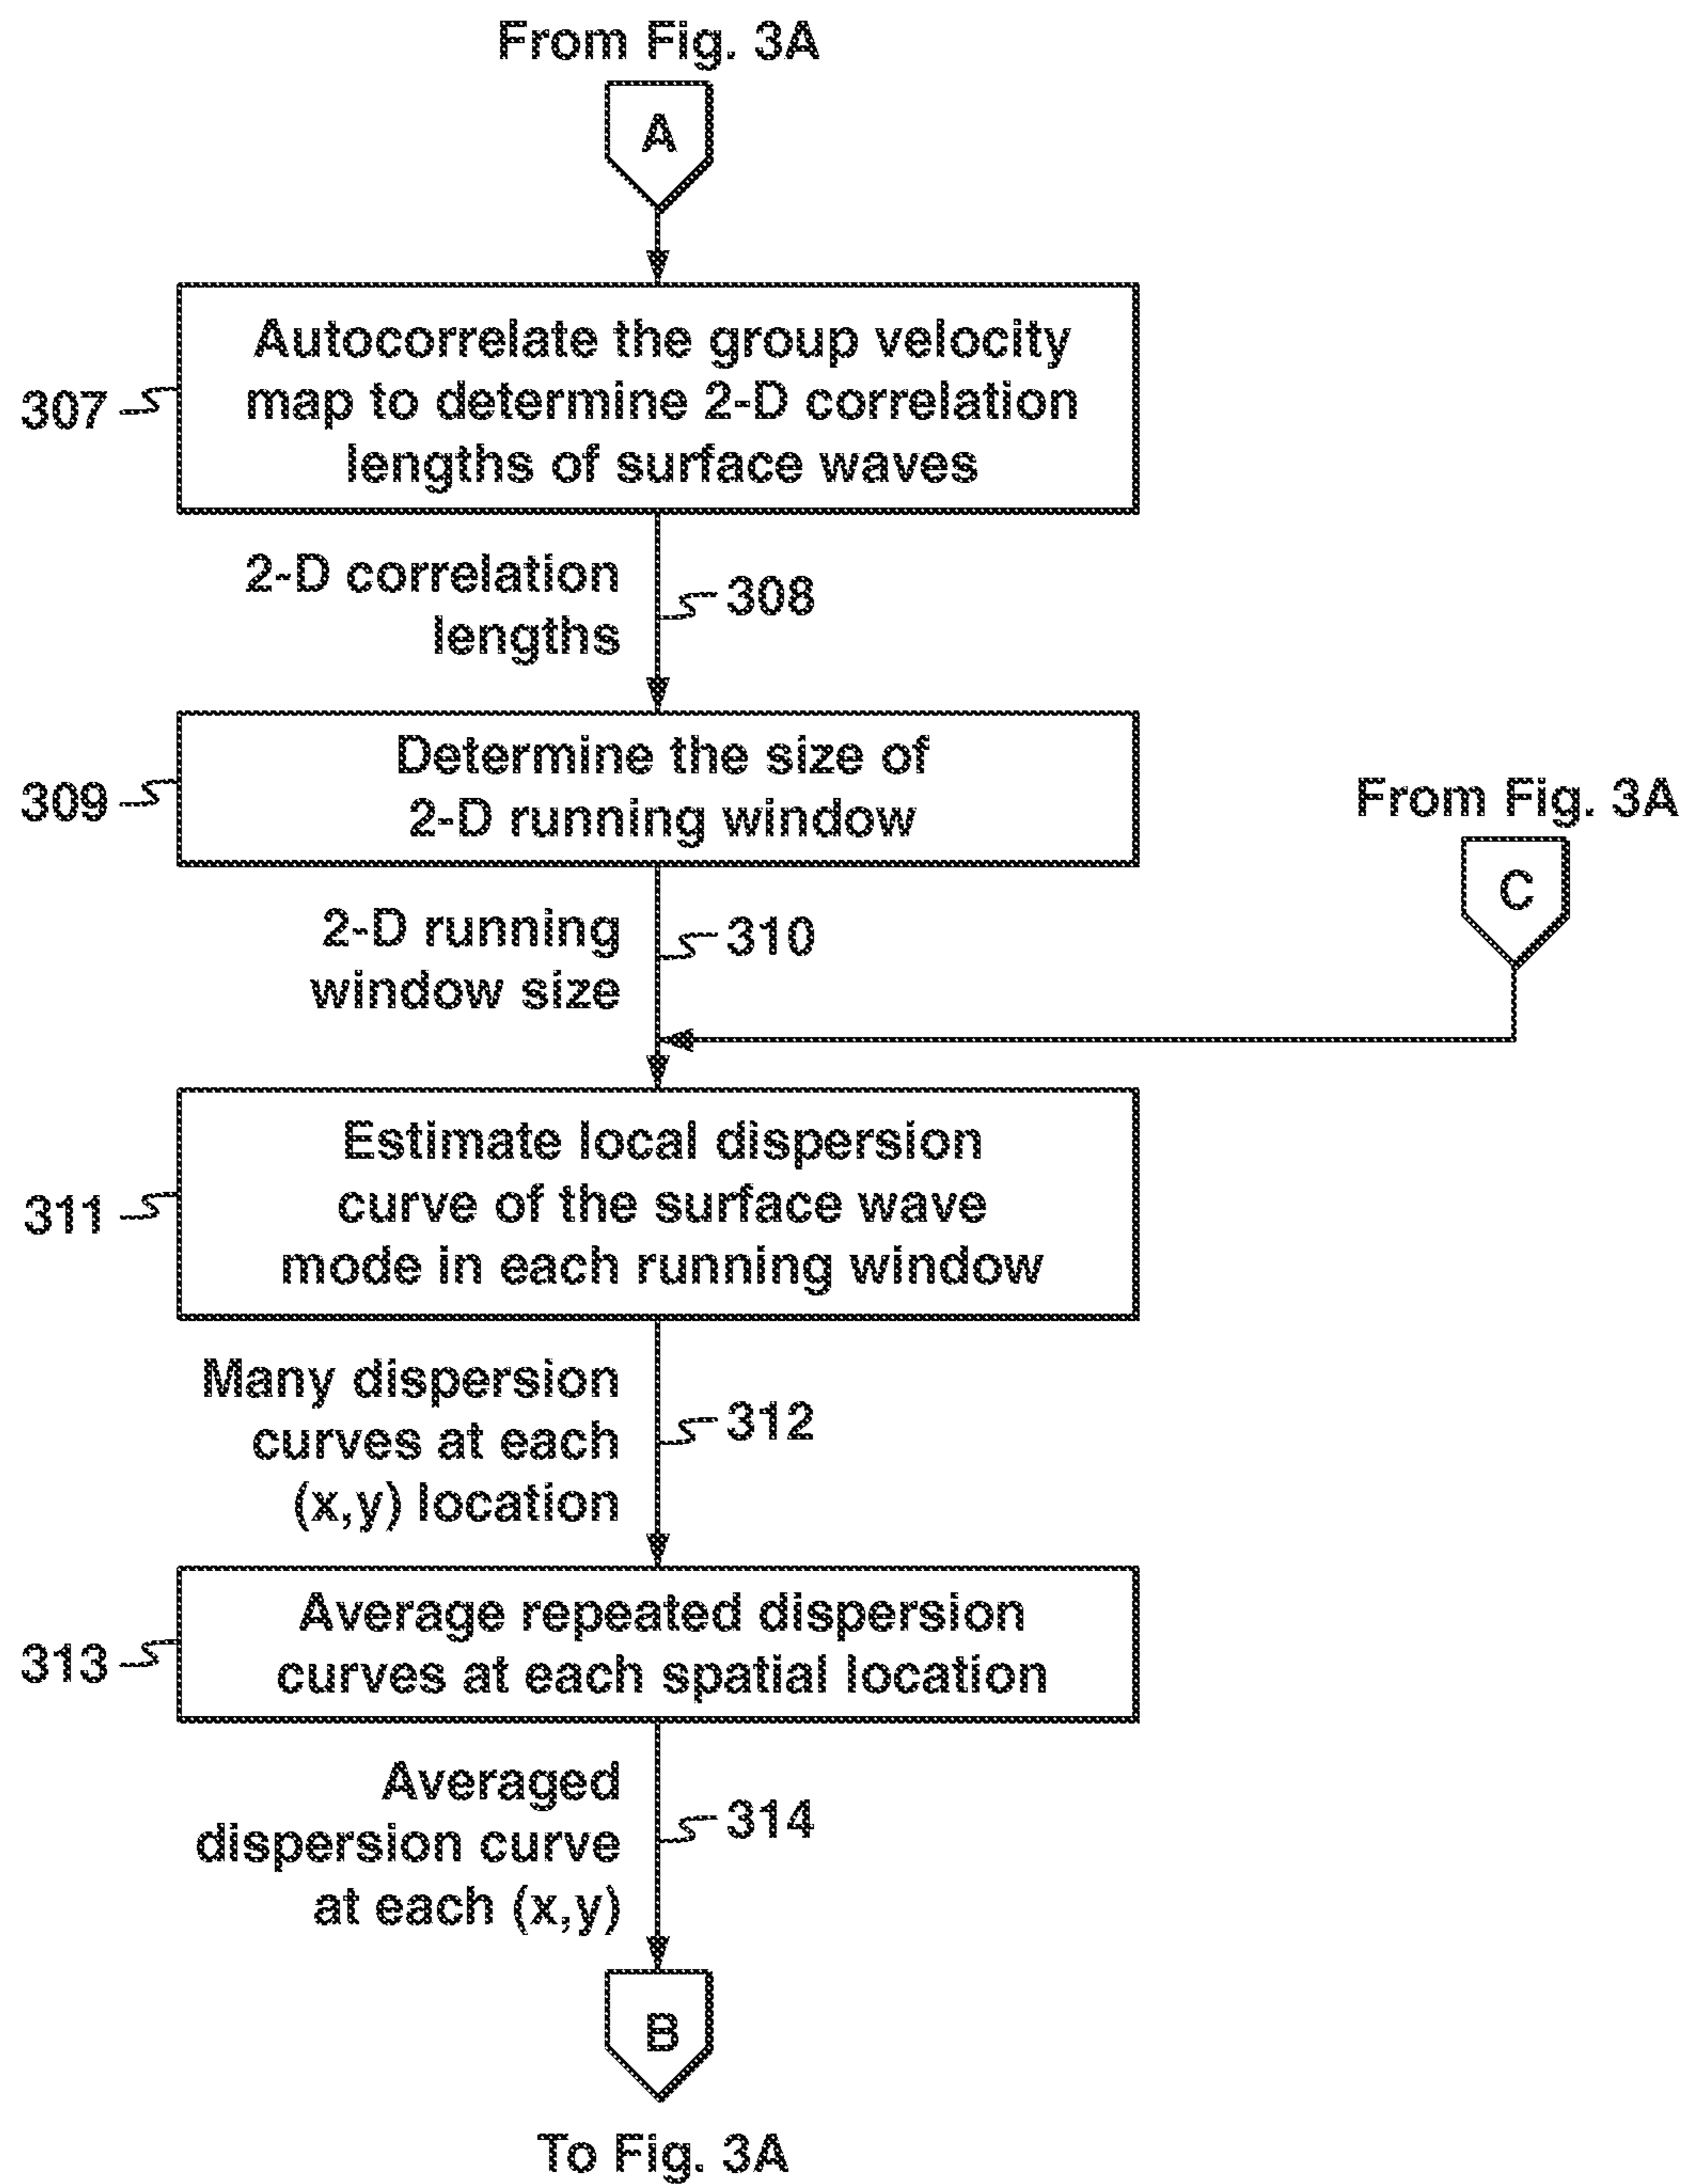 From Fig. 3A
A
Autocorrelate the group velocity
map to determine 2-D correlation
lengths of surface waves
307
2-D correlation
lengths
308
Determine the size of
2-D running window
309
From Fig. 3A
C
2-D running
window size
310
Estimate local dispersion
curve of the surface wave
mode in each running window
311
Many dispersion
curves at each
(x,y) location
312
Average repeated dispersion
curves at each spatial location
313
Averaged
dispersion curve
at each (x,y)
314
B
To Fig. 3A